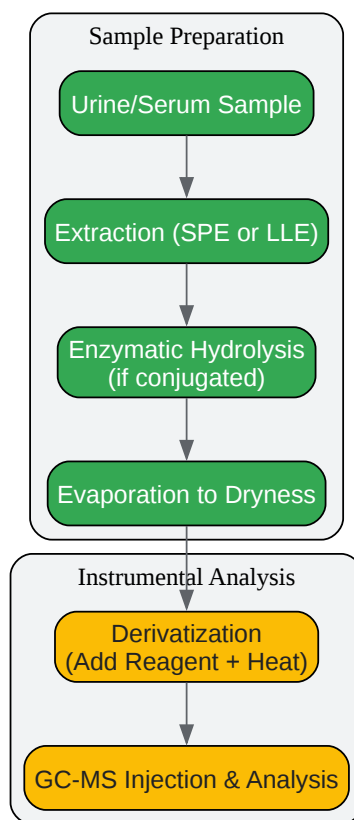 Sample Preparation
Urine/Serum Sample
Extraction (SPE or LLE)
Enzymatic Hydrolysis
(if conjugated)
Evaporation to Dryness
Instrumental Analysis
Derivatization
(Add Reagent + Heat)
GC-MS Injection & Analysis